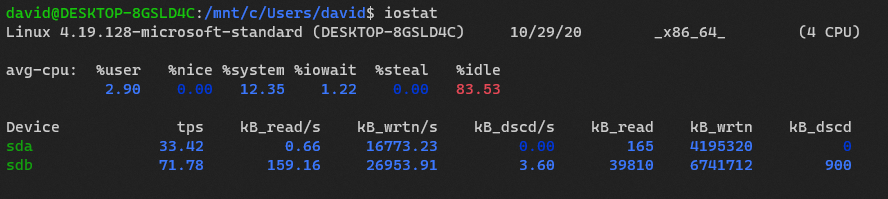 david@DESKTOP-8GSLD4C:/mnt/c/Users/david$ iostat
Linux 4.19.128-microsoft-standard (DESKTOP-8GSLD4C) 10/29/20 _x86_64_ (4 CPU)
avg-cpu: %user %nice %system %iowait %steal %idle
2.90 0.00 12.35 1.22 0.00 83.53
Device tps kB_read/s kB_wrtn/s kB_dscd/s kB_read kB_wrtn kB_dscd
sda 33.42 0.66 16773.23 0.00 165 4195320 0
sdb 71.78 159.16 26953.91 3.60 39810 6741712 900